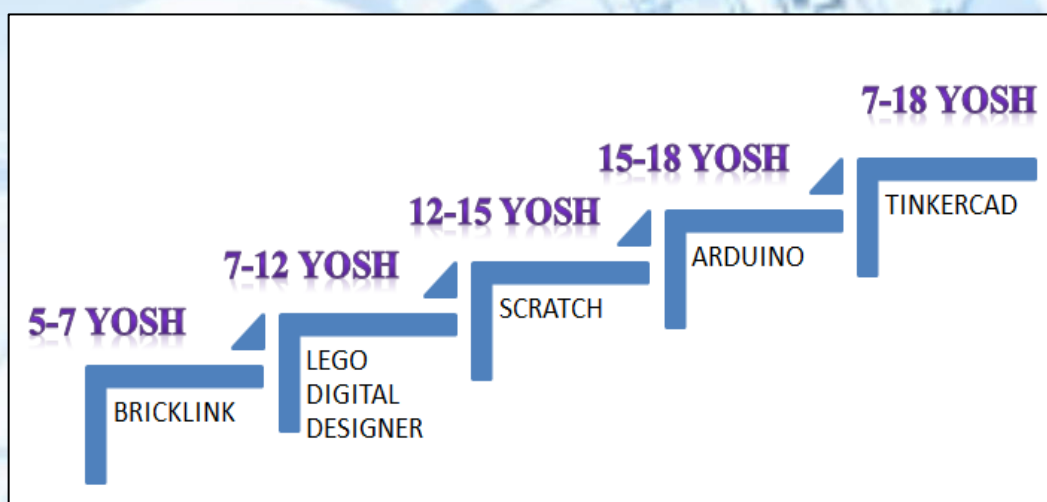 7-18 YOSH
15-18 YOSH
TINKERCAD
12-15 YOSH
ARDUINO
7-12 YOSH
SCRATCH
5-7 YOSH
LEGO
DIGITAL
DESIGNER
BRICKLINK